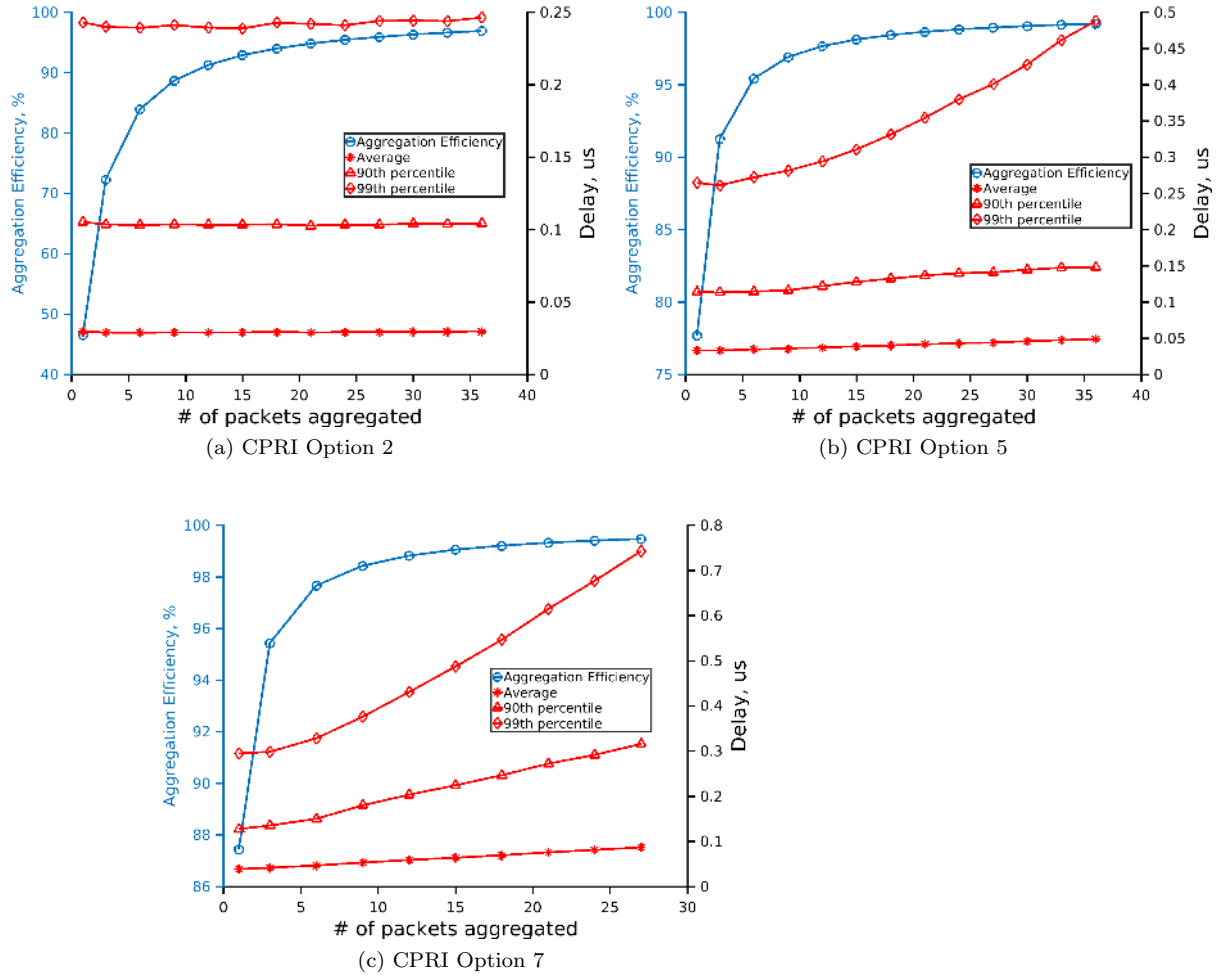 100
90
80
70
60
50
40
Aggregation Efficiency, %
0.25
0.2
0.15
0.1
0.05
0
Delay, us
Aggregation Efficiency
Average
90th percentile
99th percentile
0 5 10 15 20 25 30 35 40
# of packets aggregated
(a) CPRI Option 2
100
95
90
85
80
75
Aggregation Efficiency, %
0.5
0.45
0.4
0.35
0.3
0.25
0.2
0.15
0.1
0.05
0
Delay, us
Aggregation Efficiency
Average
90th percentile
99th percentile
0 5 10 15 20 25 30 35 40
# of packets aggregated
(b) CPRI Option 5
100
98
96
94
92
90
88
86
Aggregation Efficiency, %
0.8
0.7
0.6
0.5
0.4
0.3
0.2
0.1
0
Delay, us
Aggregation Efficiency
Average
90th percentile
99th percentile
0 5 10 15 20 25 30
# of packets aggregated
(c) CPRI Option 7